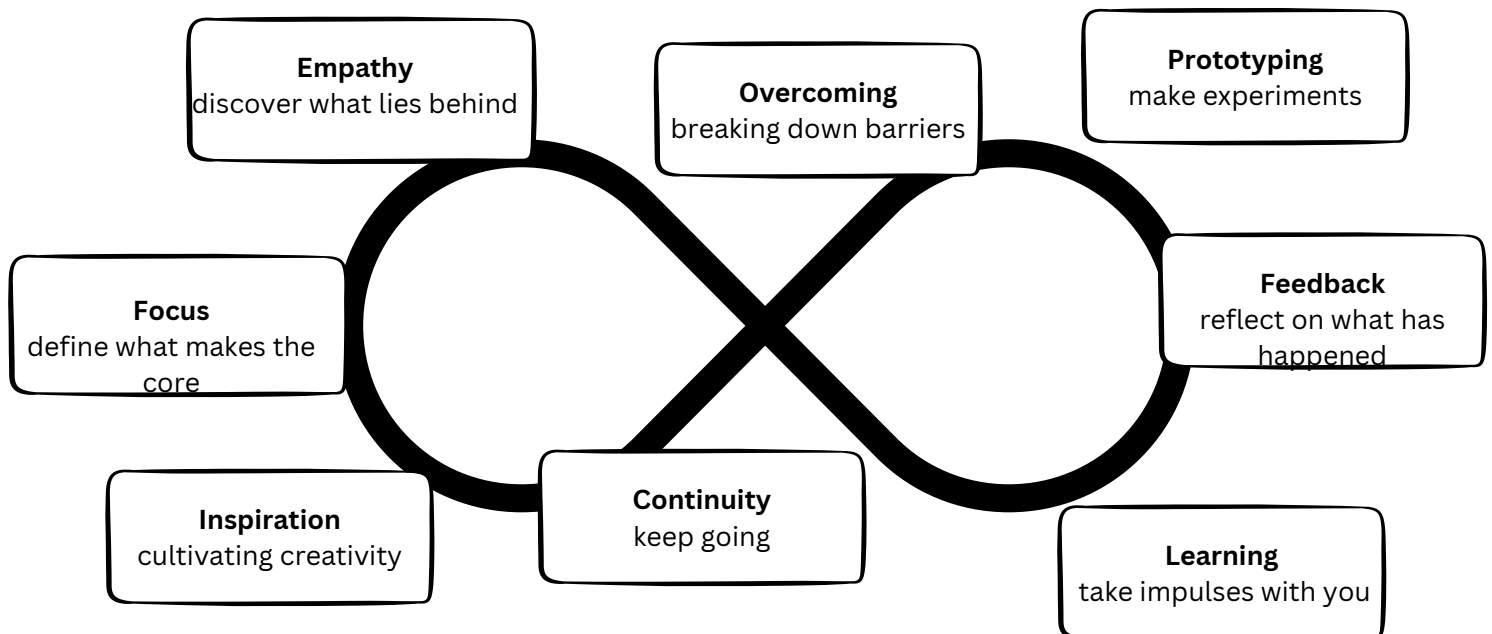 Empathy
discover what lies behind
Overcoming
breaking down barriers
Prototyping
make experiments
Focus
define what makes the
core
Feedback
reflect on what has
happened
Inspiration
cultivating creativity
Continuity
keep going
Learning
take impulses with you